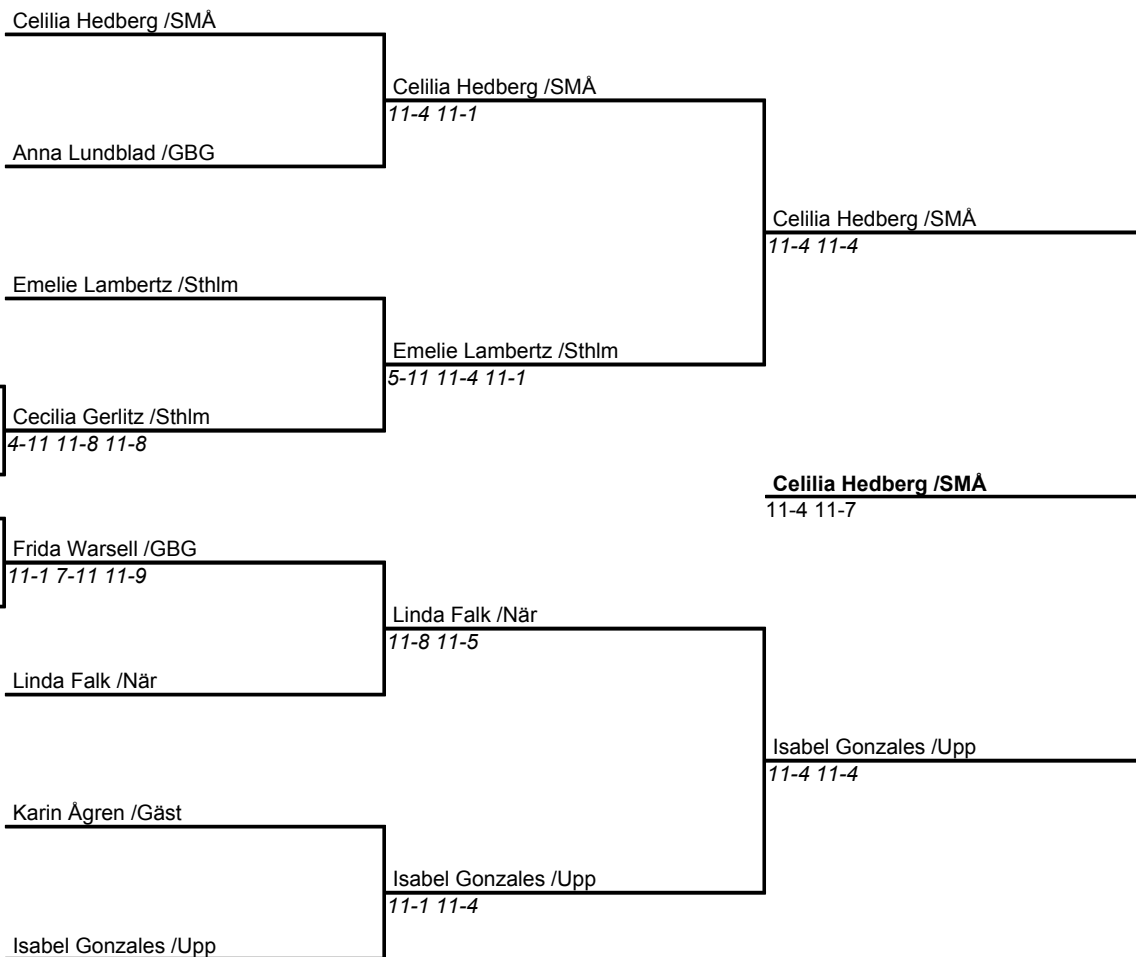 Celilia Hedberg /SMÅ
Celilia Hedberg /SMÅ
11-4 11-1
Anna Lundblad /GBG
Celilia Hedberg /SMÅ
11-4 11-4
Emelie Lambertz /Sthlm
Emelie Lambertz /Sthlm
5-11 11-4 11-1
Cecilia Gerlitz /Sthlm
4-11 11-8 11-8
Celilia Hedberg /SMÅ
11-4 11-7
Frida Warsell /GBG
11-1 7-11 11-9
Linda Falk /När
11-8 11-5
Linda Falk /När
Isabel Gonzales /Upp
11-4 11-4
Karin Ågren /Gäst
Isabel Gonzales /Upp
11-1 11-4
Isabel Gonzales /Upp